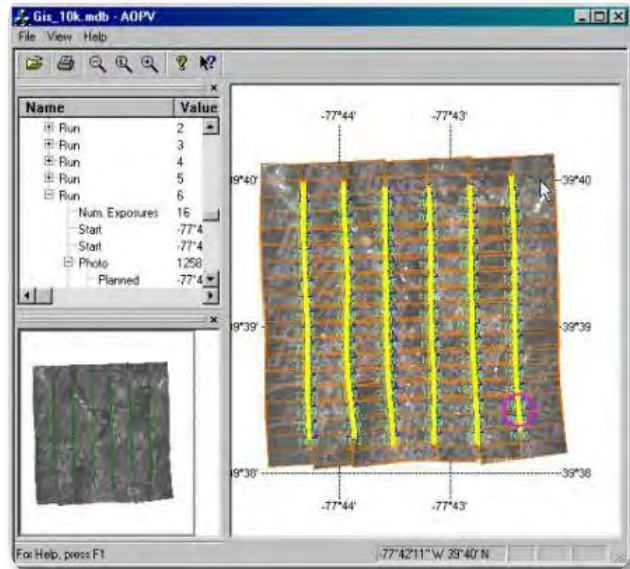 Gis_10k.mdb - AOPV
File View Help
Name Value
Run 2
Run 3
Run 4
Run 5
Run 6
Num. Exposures 16
Start -77°4
Start -77°4
Photo 1258
Planned -77°4
-77°44' -77°43'
39°40' 39°40
39°39' 39°39
39°38' 39°38
-77°44' -77°43'
For Help, press F1
-77°42'11" W 39°40' N